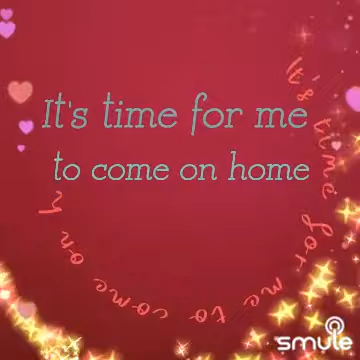 It's time for me
to come on home
it's time for me to come on h
smule